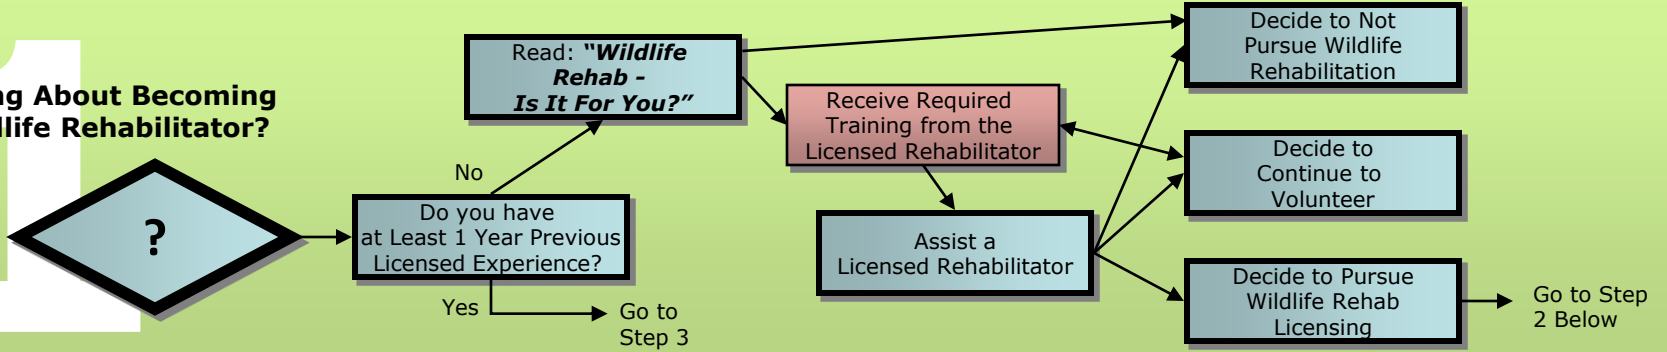 1
About Becoming
Rehabilitator?
?
Do you have
at Least 1 Year Previous
Licensed Experience?
No
Yes
Go to
Step 3
Read: “Wildlife
Rehab -
Is It For You?”
Receive Required
Training from the
Licensed Rehabilitator
Assist a
Licensed Rehabilitator
Decide to Not
Pursue Wildlife
Rehabilitation
Decide to
Continue to
Volunteer
Decide to Pursue
Wildlife Rehab
Licensing
Go to Step
2 Below